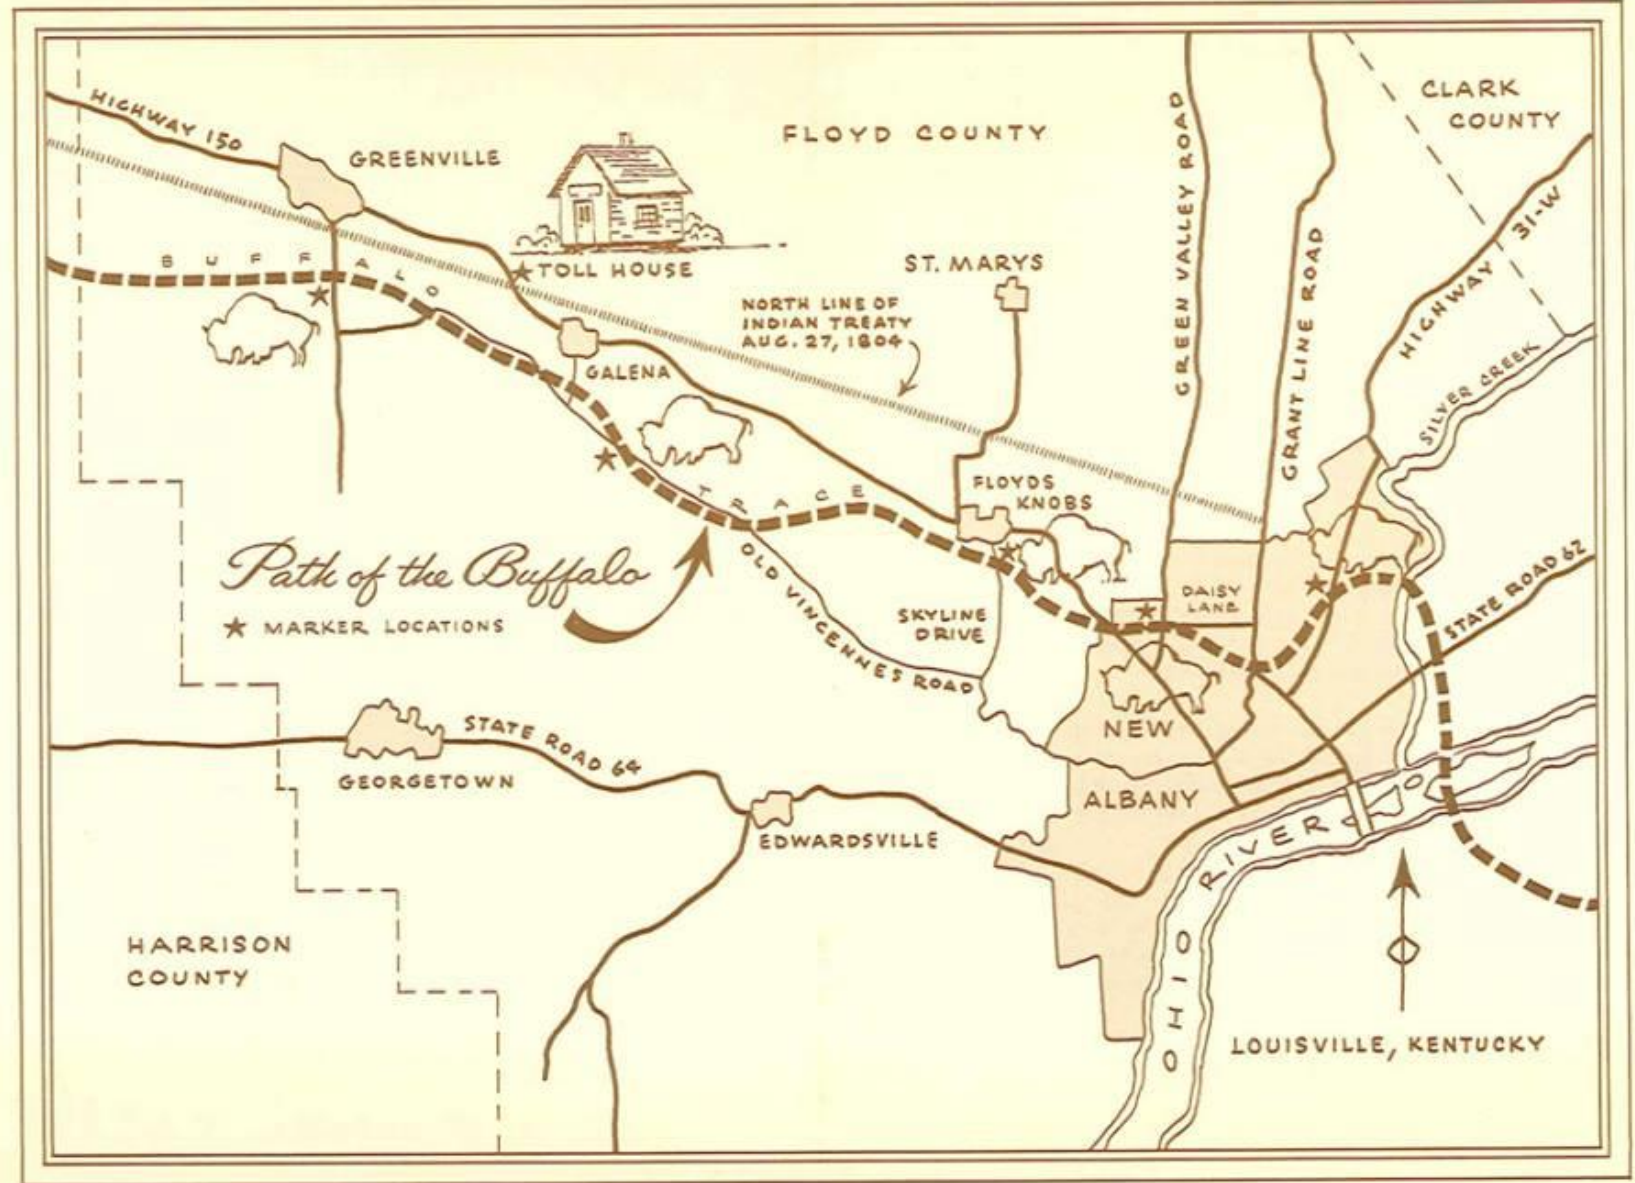 HIGHWAY 150
GREENVILLE
FLOYD COUNTY
CLARK
COUNTY
TOLL HOUSE
ST. MARYS
GREEN VALLEY ROAD
GRANT LINE ROAD
HIGHWAY 31-W
BUFFALO
NORTH LINE OF
INDIAN TREATY
AUG. 27, 1804
GALENA
SILVER CREEK
TRACE
FLOYDS
KNOBS
Path of the Buffalo
MARKER LOCATIONS
OLD VINCENNES ROAD
SKYLINE
DRIVE
DAISY
LANE
STATE ROAD 62
STATE ROAD 64
GEORGETOWN
NEW
ALBANY
EDWARDSVILLE
OHIO RIVER
HARRISON
COUNTY
LOUISVILLE, KENTUCKY